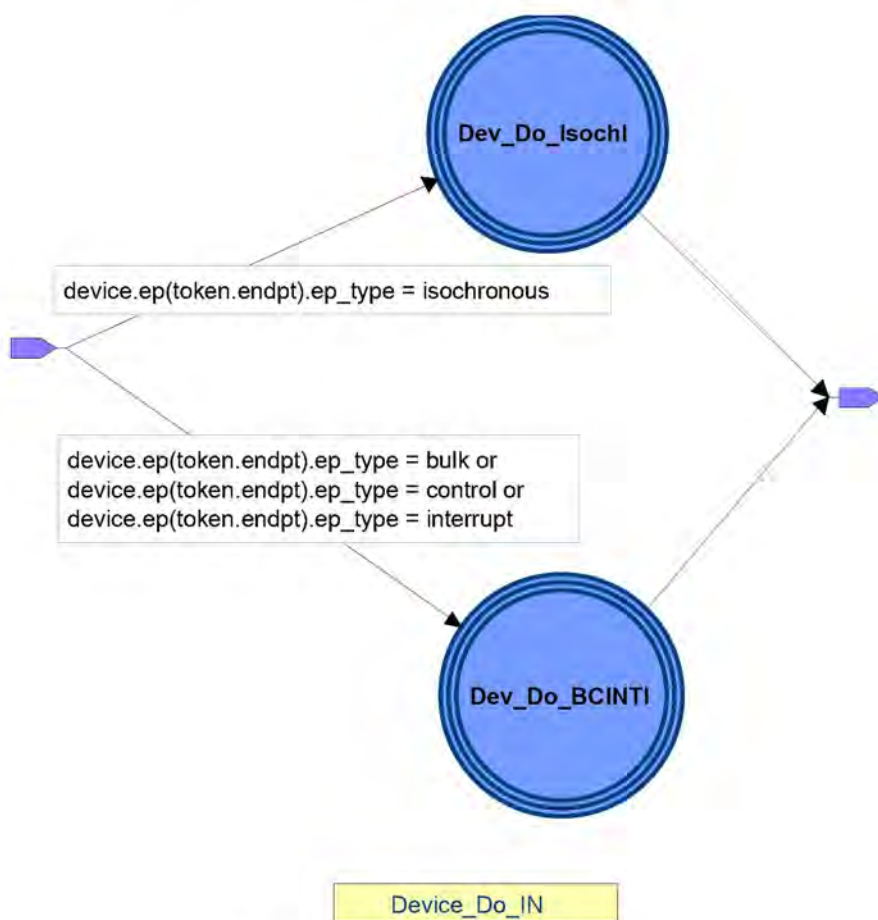 Dev_Do_IsochI
device.ep(token.endpt).ep_type = isochronous
device.ep(token.endpt).ep_type = bulk or
device.ep(token.endpt).ep_type = control or
device.ep(token.endpt).ep_type = interrupt
Dev_Do_BCINTI
Device_Do_IN